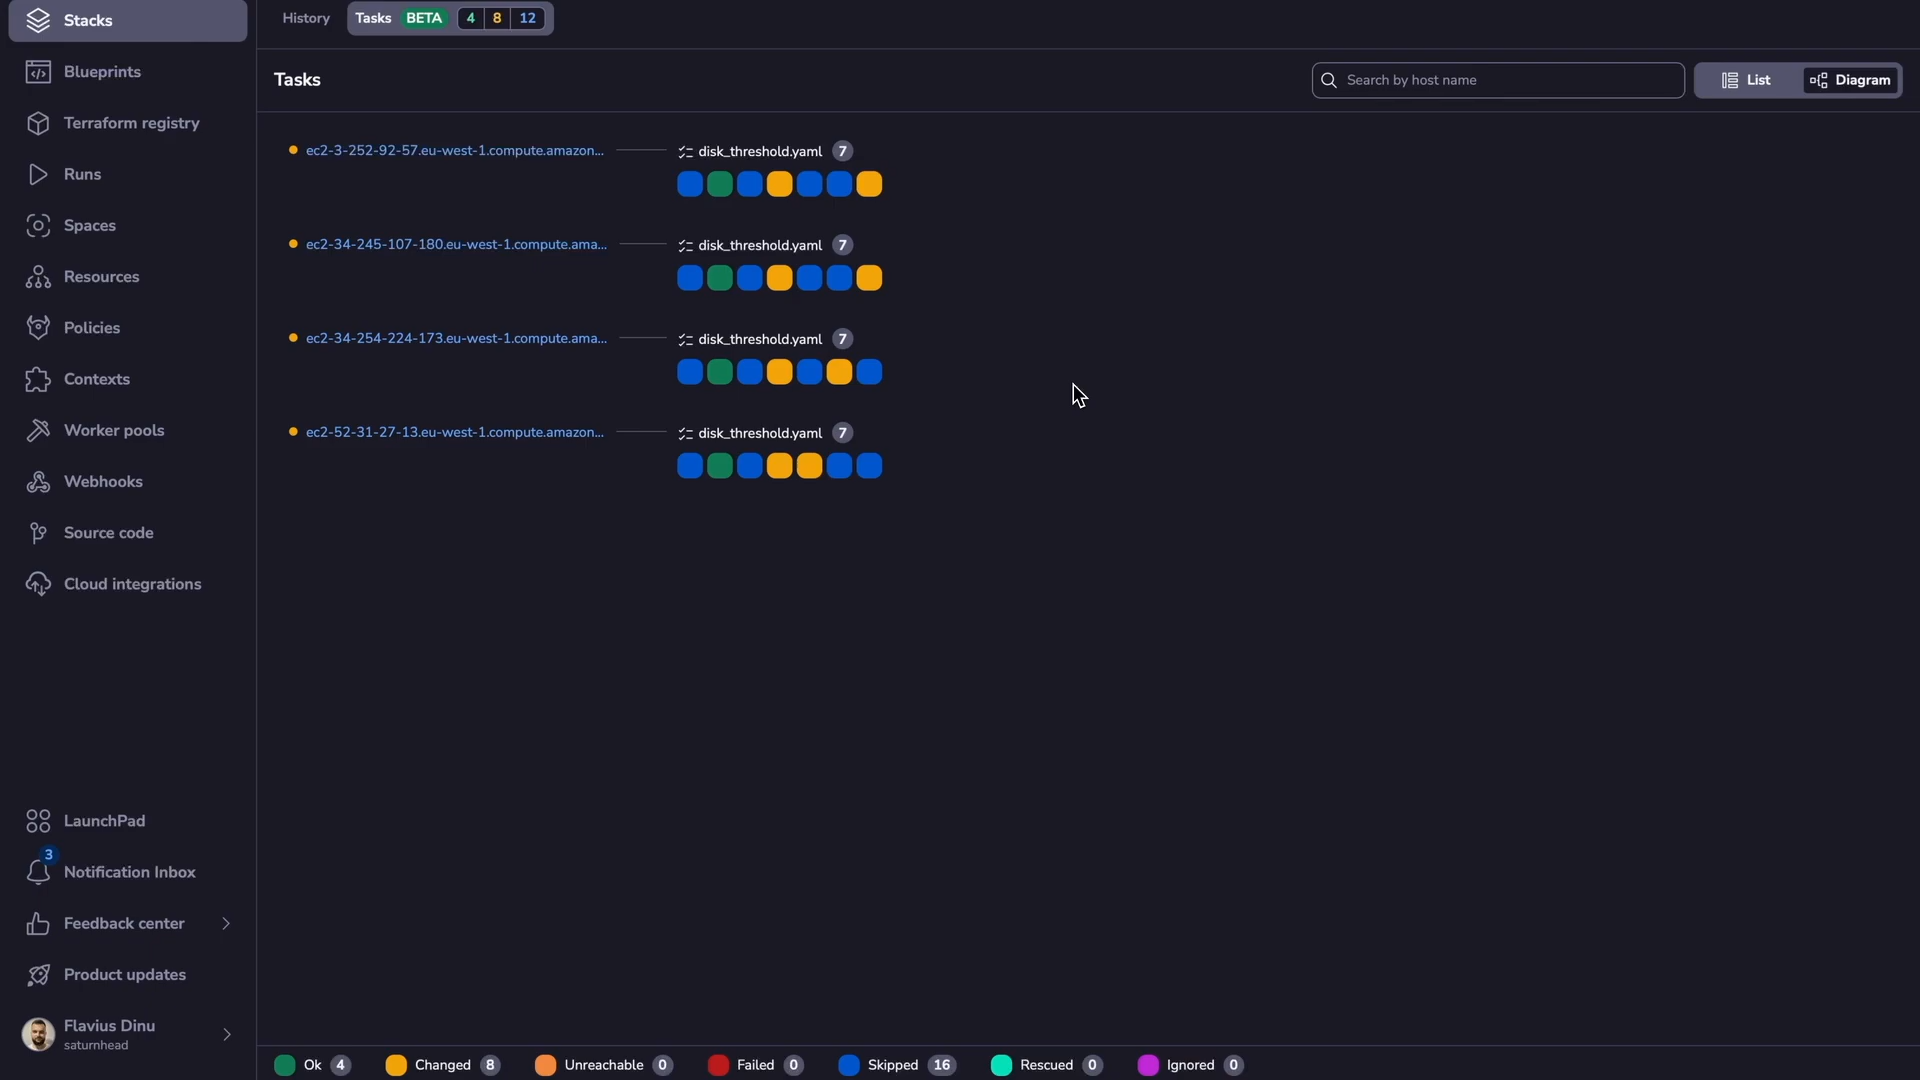 Stacks
Blueprints
Terraform registry
Runs
Spaces
Resources
Policies
Contexts
Worker pools
Webhooks
Source code
Cloud integrations
LaunchPad
3
Notification Inbox
Feedback center
Product updates
Flavius Dinu
saturnhead
History
Tasks BETA 4 8 12
Tasks
Search by host name
List
Diagram
ec2-3-252-92-57.eu-west-1.compute.amazon...
disk_threshold.yaml 7
ec2-34-245-107-180.eu-west-1.compute.ama...
disk_threshold.yaml 7
ec2-34-254-224-173.eu-west-1.compute.ama...
disk_threshold.yaml 7
ec2-52-31-27-13.eu-west-1.compute.amazon...
disk_threshold.yaml 7
Ok 4 Changed 8 Unreachable 0 Failed 0 Skipped 16 Rescued 0 Ignored 0